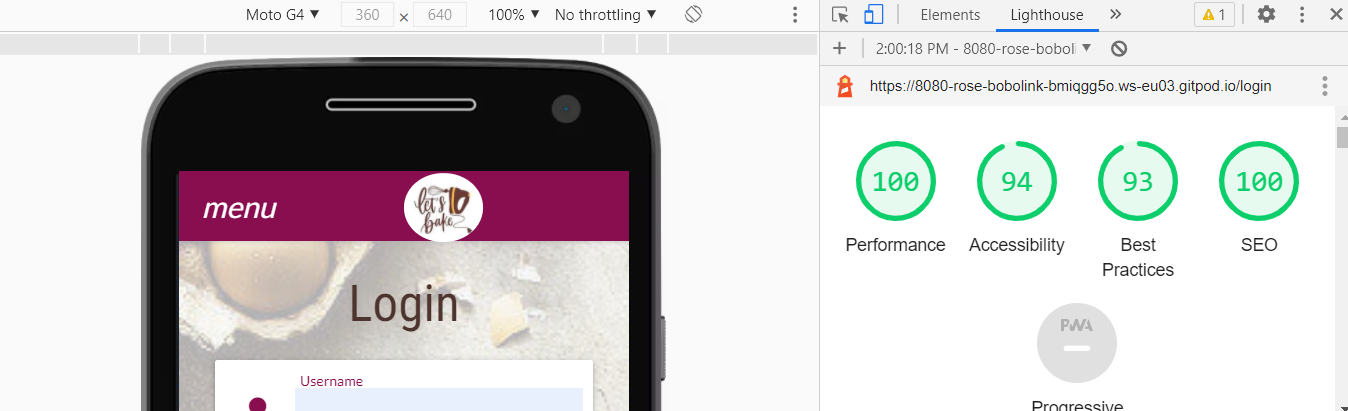 Moto G4 ▼ 360 × 640 100% ▼ No throttling ▼
Elements Lighthouse » 1
2:00:18 PM - 8080-rose-boboli ▼
https://8080-rose-bobolink-bmiqgg5o.ws-eu03.gitpod.io/login
100 94 93 100
Performance Accessibility Best Practices SEO
PWA
Progressive
menu
let's
bake
Login
Username